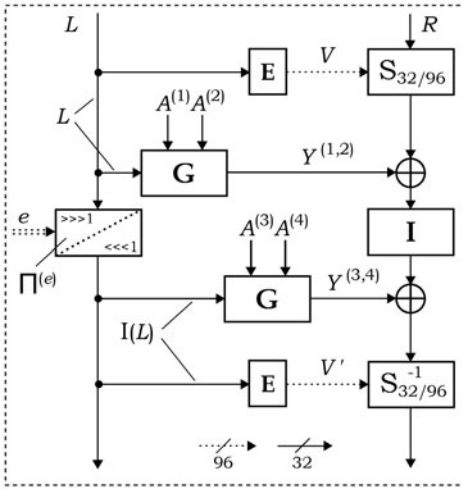 L R
E V S32/96
L A(1) A(2)
G Y(1,2)
e >>>1
<<<1 I
Π(e) A(3) A(4)
G Y(3,4)
I(L)
E V' S-1 32/96
96 32